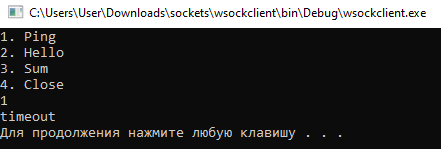 C:\Users\User\Downloads\sockets\wsockclient\bin\Debug\wsockclient.exe
1. Ping
2. Hello
3. Sum
4. Close
1
timeout
Для продолжения нажмите любую клавишу . . .